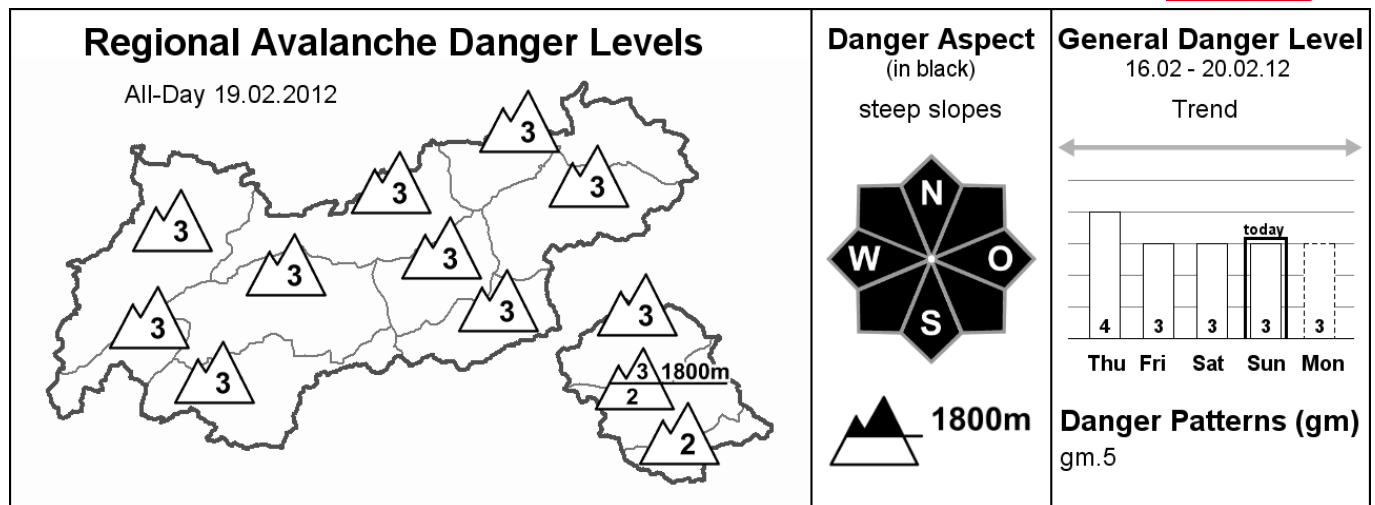 Regional Avalanche Danger Levels
All-Day 19.02.2012
3
3
3
3
3
3
3
3
3
3
3
3 1800m
2
2
Danger Aspect
(in black)
steep slopes
N
W O
S
1800m
General Danger Level
16.02 - 20.02.12
Trend
today
4 3 3 3 3
Thu Fri Sat Sun Mon
Danger Patterns (gm)
gm.5